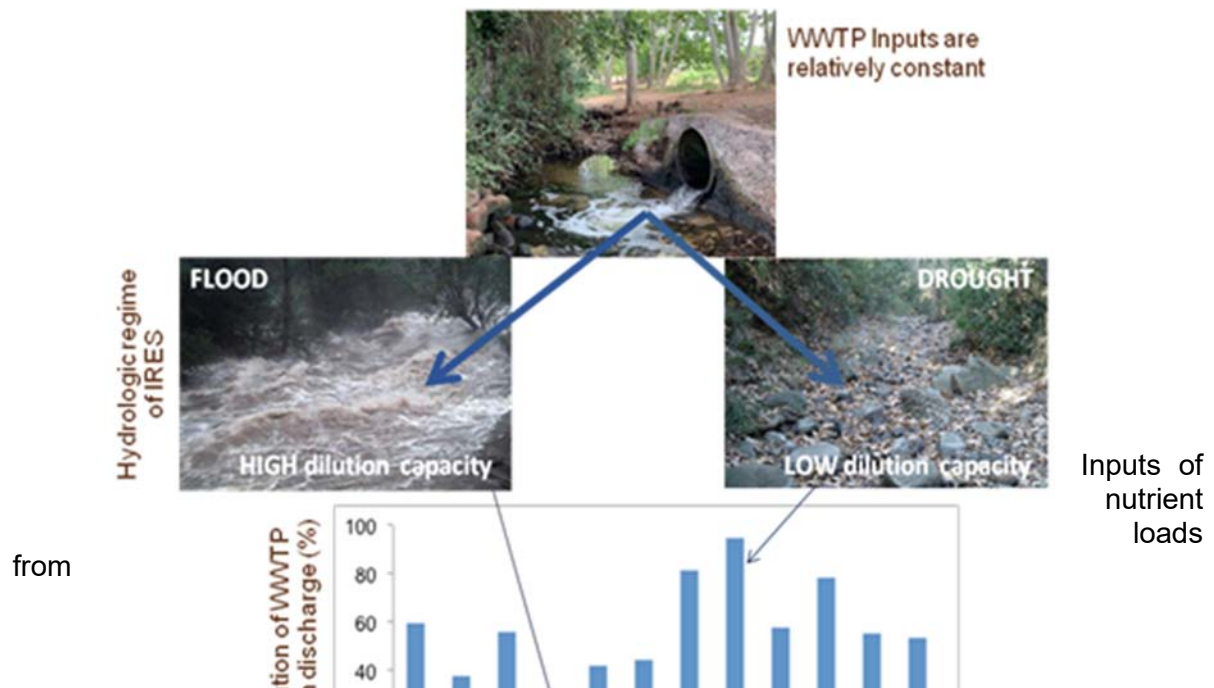 WWTP Inputs are
relatively constant
Hydrologic regime
of IRES
FLOOD
HIGH dilution capacity
DROUGHT
LOW dilution capacity
Inputs of
nutrient
loads
from
discharge (%)
100
80
60
40